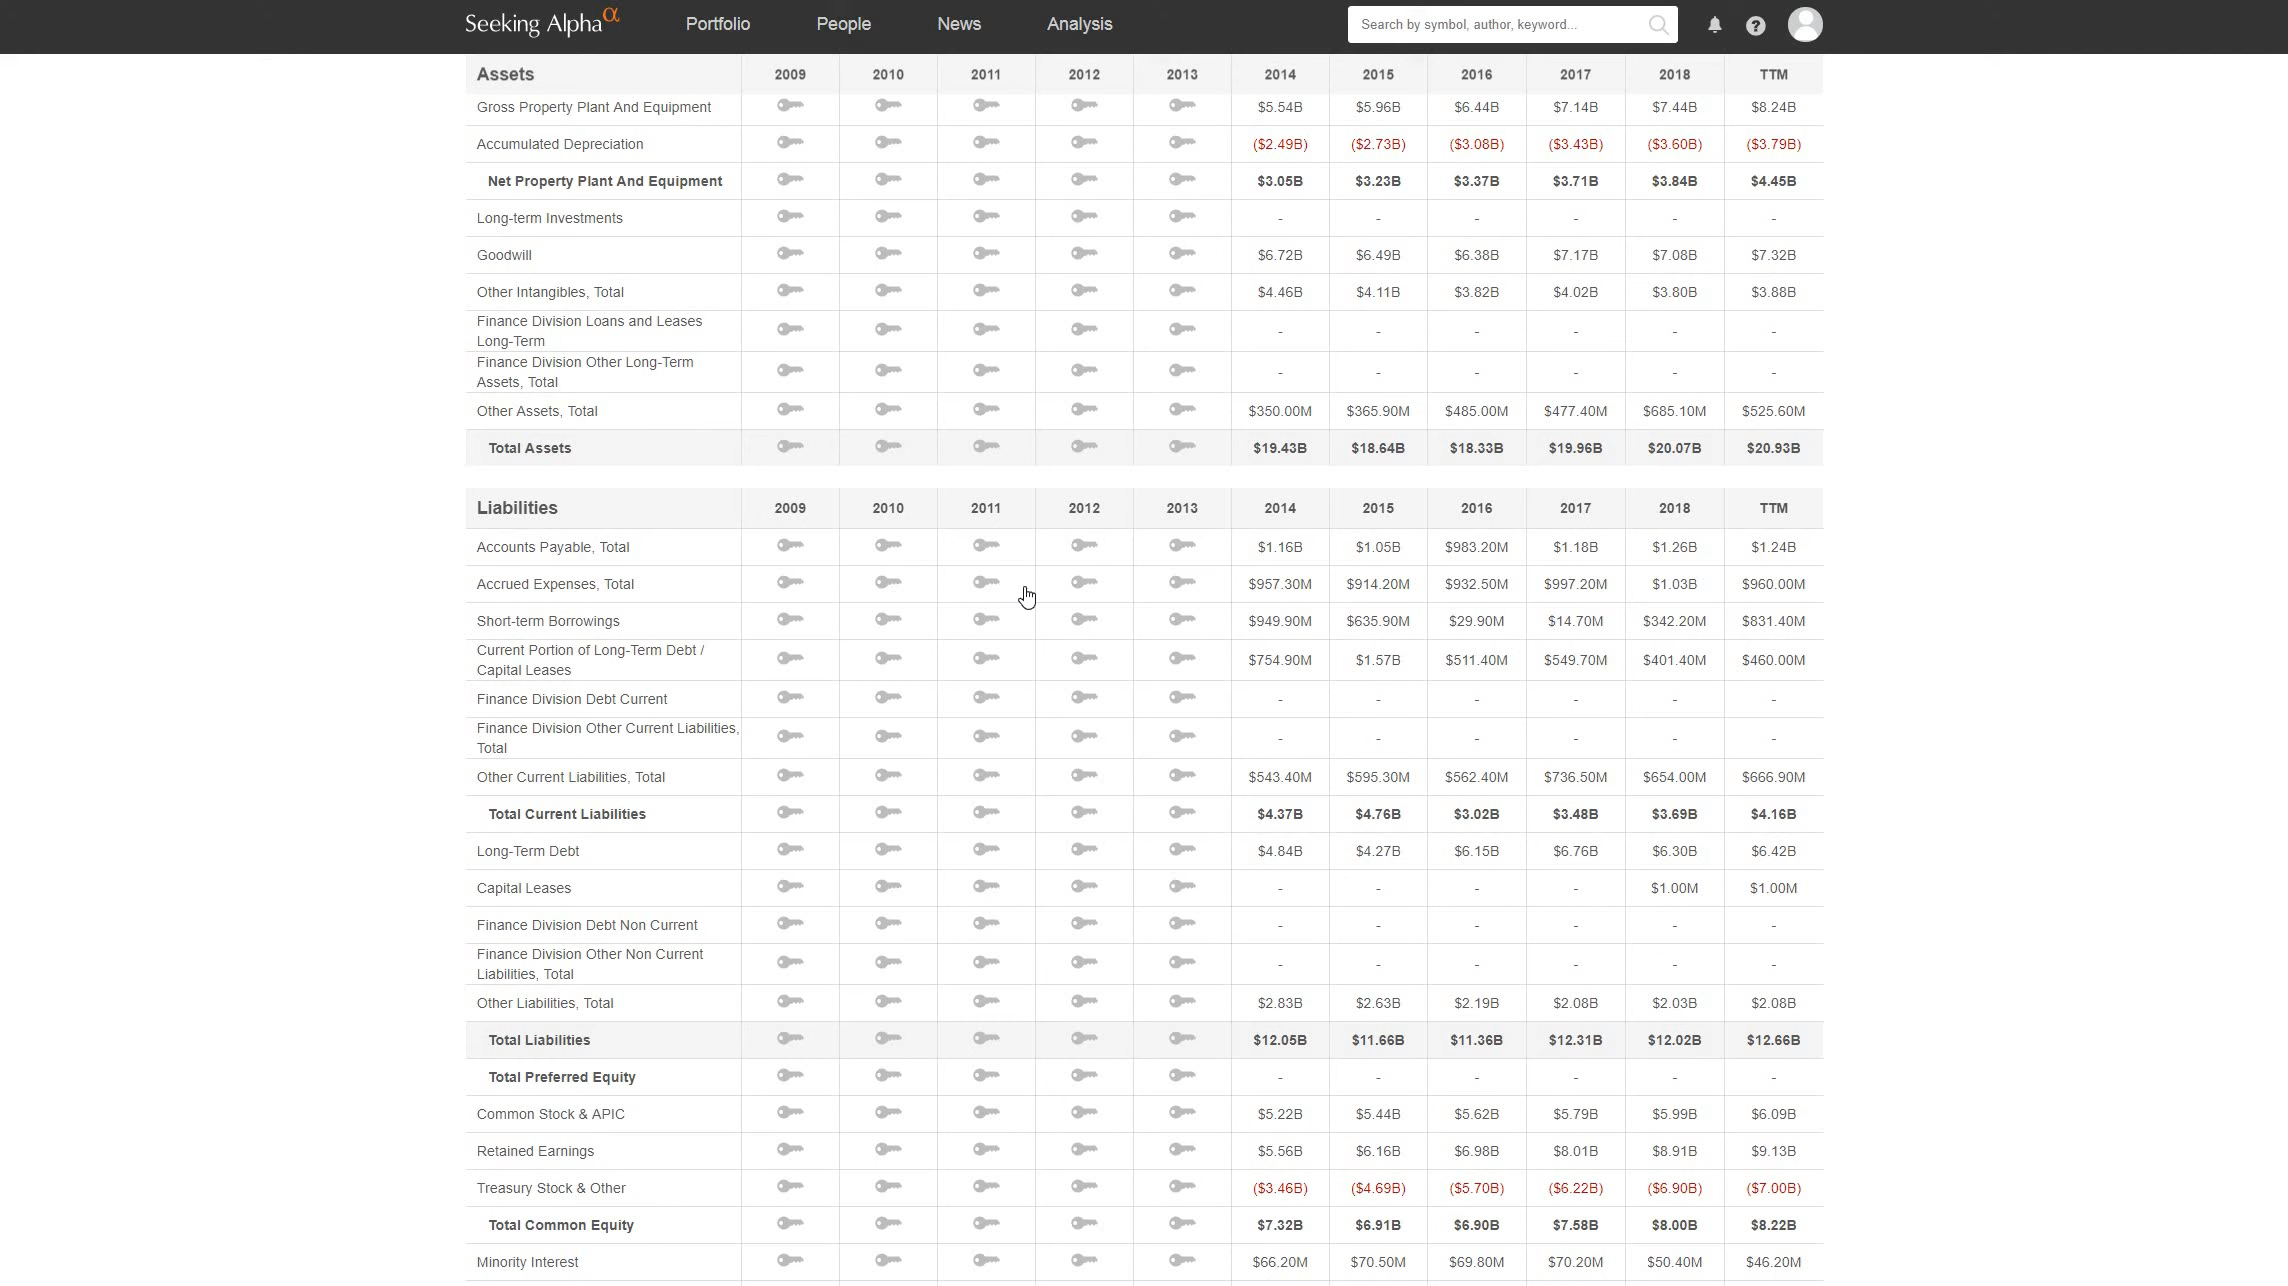 Seeking Alpha α Portfolio People News Analysis Search by symbol, author, keyword... ?
Assets 2009 2010 2011 2012 2013 2014 2015 2016 2017 2018 TTM
Gross Property Plant And Equipment $5.54B $5.96B $6.44B $7.14B $7.44B $8.24B
Accumulated Depreciation ($2.49B) ($2.73B) ($3.08B) ($3.43B) ($3.60B) ($3.79B)
Net Property Plant And Equipment $3.05B $3.23B $3.37B $3.71B $3.84B $4.45B
Long-term Investments - - - - - -
Goodwill $6.72B $6.49B $6.38B $7.17B $7.08B $7.32B
Other Intangibles, Total $4.46B $4.11B $3.82B $4.02B $3.80B $3.88B
Finance Division Loans and Leases
Long-Term - - - - - -
Finance Division Other Long-Term
Assets, Total - - - - - -
Other Assets, Total $350.00M $365.90M $485.00M $477.40M $685.10M $525.60M
Total Assets $19.43B $18.64B $18.33B $19.96B $20.07B $20.93B
Liabilities 2009 2010 2011 2012 2013 2014 2015 2016 2017 2018 TTM
Accounts Payable, Total $1.16B $1.05B $983.20M $1.18B $1.26B $1.24B
Accrued Expenses, Total $957.30M $914.20M $932.50M $997.20M $1.03B $960.00M
Short-term Borrowings $949.90M $635.90M $29.90M $14.70M $342.20M $831.40M
Current Portion of Long-Term Debt /
Capital Leases $754.90M $1.57B $511.40M $549.70M $401.40M $460.00M
Finance Division Debt Current - - - - - -
Finance Division Other Current Liabilities,
Total - - - - - -
Other Current Liabilities, Total $543.40M $595.30M $562.40M $736.50M $654.00M $666.90M
Total Current Liabilities $4.37B $4.76B $3.02B $3.48B $3.69B $4.16B
Long-Term Debt $4.84B $4.27B $6.15B $6.76B $6.30B $6.42B
Capital Leases - - - - $1.00M $1.00M
Finance Division Debt Non Current - - - - - -
Finance Division Other Non Current
Liabilities, Total - - - - - -
Other Liabilities, Total $2.83B $2.63B $2.19B $2.08B $2.03B $2.08B
Total Liabilities $12.05B $11.66B $11.36B $12.31B $12.02B $12.66B
Total Preferred Equity - - - - - -
Common Stock & APIC $5.22B $5.44B $5.62B $5.79B $5.99B $6.09B
Retained Earnings $5.56B $6.16B $6.98B $8.01B $8.91B $9.13B
Treasury Stock & Other ($3.46B) ($4.69B) ($5.70B) ($6.22B) ($6.90B) ($7.00B)
Total Common Equity $7.32B $6.91B $6.90B $7.58B $8.00B $8.22B
Minority Interest $66.20M $70.50M $69.80M $70.20M $50.40M $46.20M